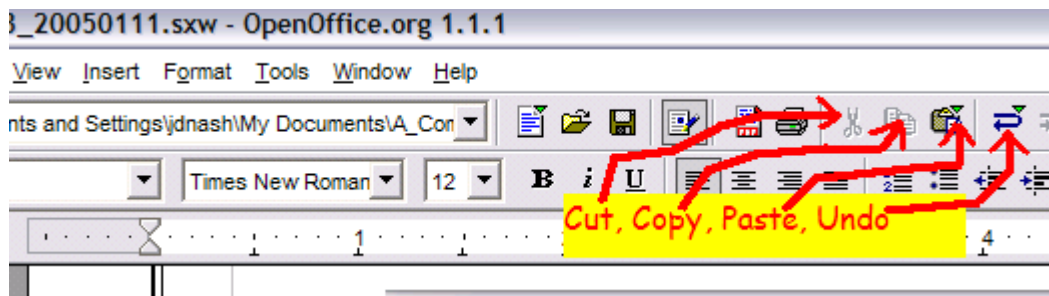 3_20050111.sxw - OpenOffice.org 1.1.1
View Insert Format Tools Window Help
nts and Settings\jdnash\My Documents\A_Con
Times New Roman 12 B i U
Cut, Copy, Paste, Undo
1 4